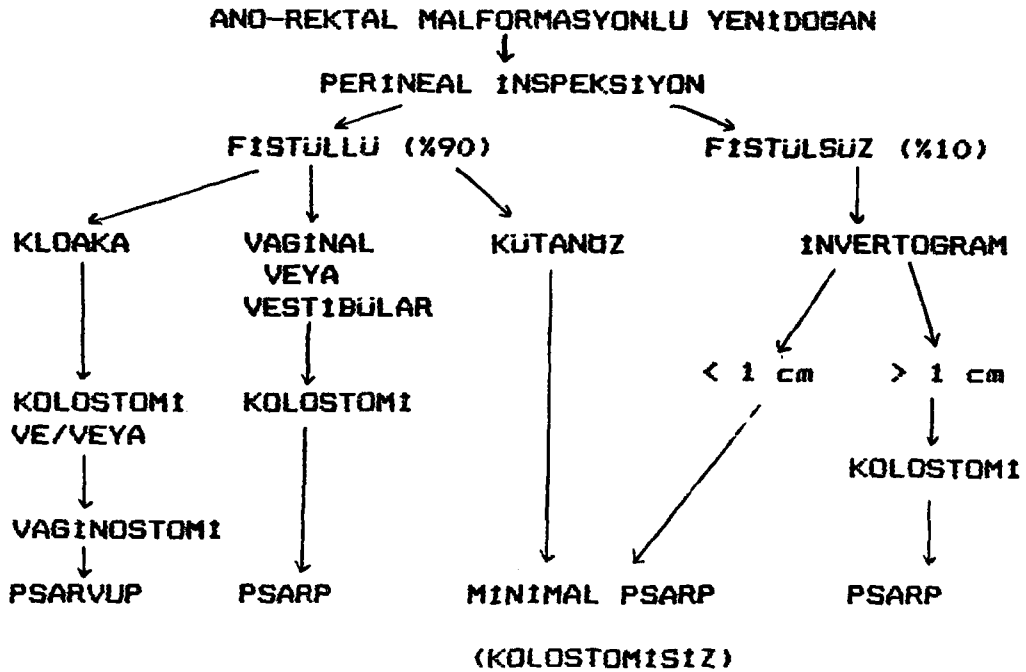 ANO-REKTAL MALFORMASYONLU YENİDOGAN
PERİNEAL İNSPEKSİYON
FİSTÜLLÜ (%90)
FİSTÜLSÜZ (%10)
KLOAKA
VAGİNAL
VEYA
VESTİBÜLAR
KÜTANÖZ
İNVERTOGRAM
< 1 cm
> 1 cm
KOLOSTOMİ
VE/VEYA
KOLOSTOMİ
KOLOSTOMİ
VAGİNOSTOMİ
PSARVUP
PSARP
MİNİMAL PSARP
PSARP
(KOLOSTOMİSİZ)